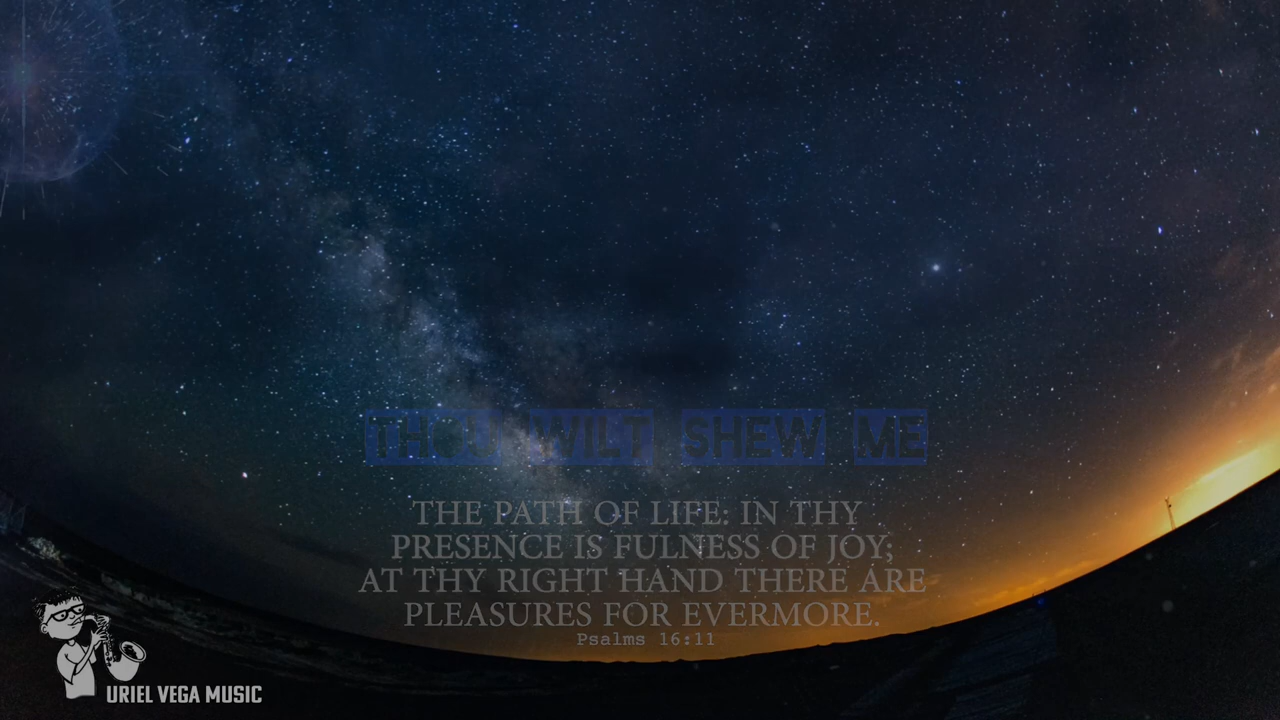 THOU WILT SHEW ME
THE PATH OF LIFE: IN THY
PRESENCE IS FULNESS OF JOY;
AT THY RIGHT HAND THERE ARE
PLEASURES FOR EVERMORE.
Psalms 16:11
URIEL VEGA MUSIC